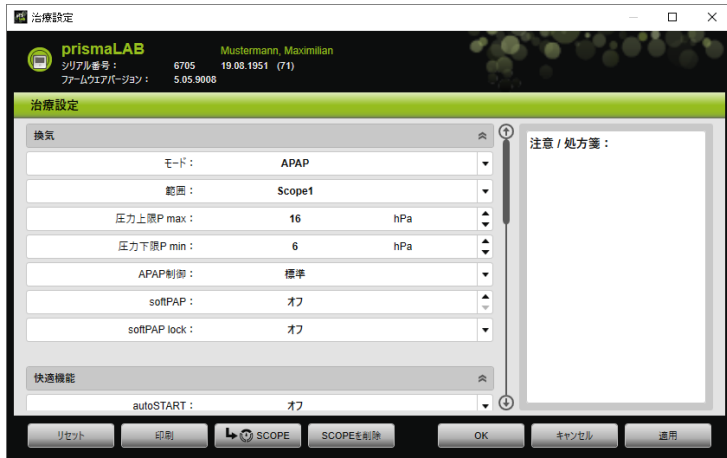 治療設定
prismaLAB
Mustermann, Maximilian
シリアル番号： 6705 19.08.1951 (71)
ファームウエアバージョン： 5.05.9008
治療設定
換気
モード： APAP
範囲： Scope1
圧力上限P max： 16 hPa
圧力下限P min： 6 hPa
APAP制御： 標準
softPAP： オフ
softPAP lock： オフ
快適機能
autoSTART： オフ
注意 / 処方箋：
リセット 印刷 SCOPE SCOPEを削除 OK キャンセル 適用